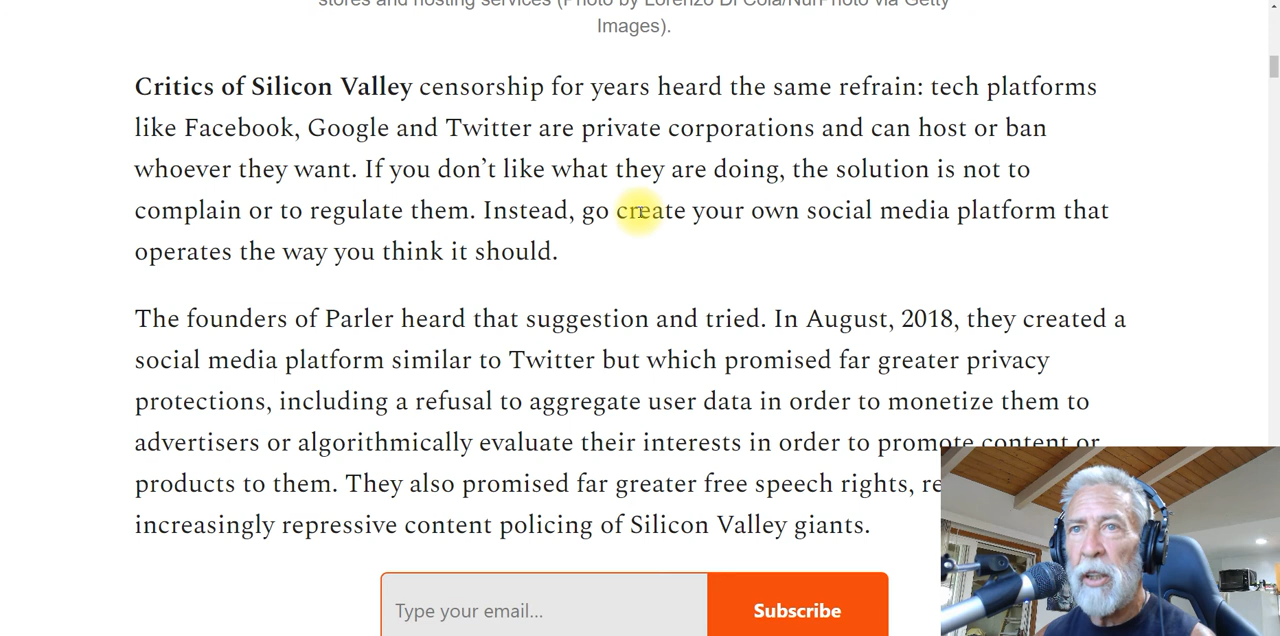 stores and hosting services (Photo by Lorenzo Di Cola/NurPhoto via Getty
Images).
Critics of Silicon Valley censorship for years heard the same refrain: tech platforms
like Facebook, Google and Twitter are private corporations and can host or ban
whoever they want. If you don’t like what they are doing, the solution is not to
complain or to regulate them. Instead, go create your own social media platform that
operates the way you think it should.
The founders of Parler heard that suggestion and tried. In August, 2018, they created a
social media platform similar to Twitter but which promised far greater privacy
protections, including a refusal to aggregate user data in order to monetize them to
advertisers or algorithmically evaluate their interests in order to promote content or
products to them. They also promised far greater free speech rights,
increasingly repressive content policing of Silicon Valley giants.
Type your email...
Subscribe